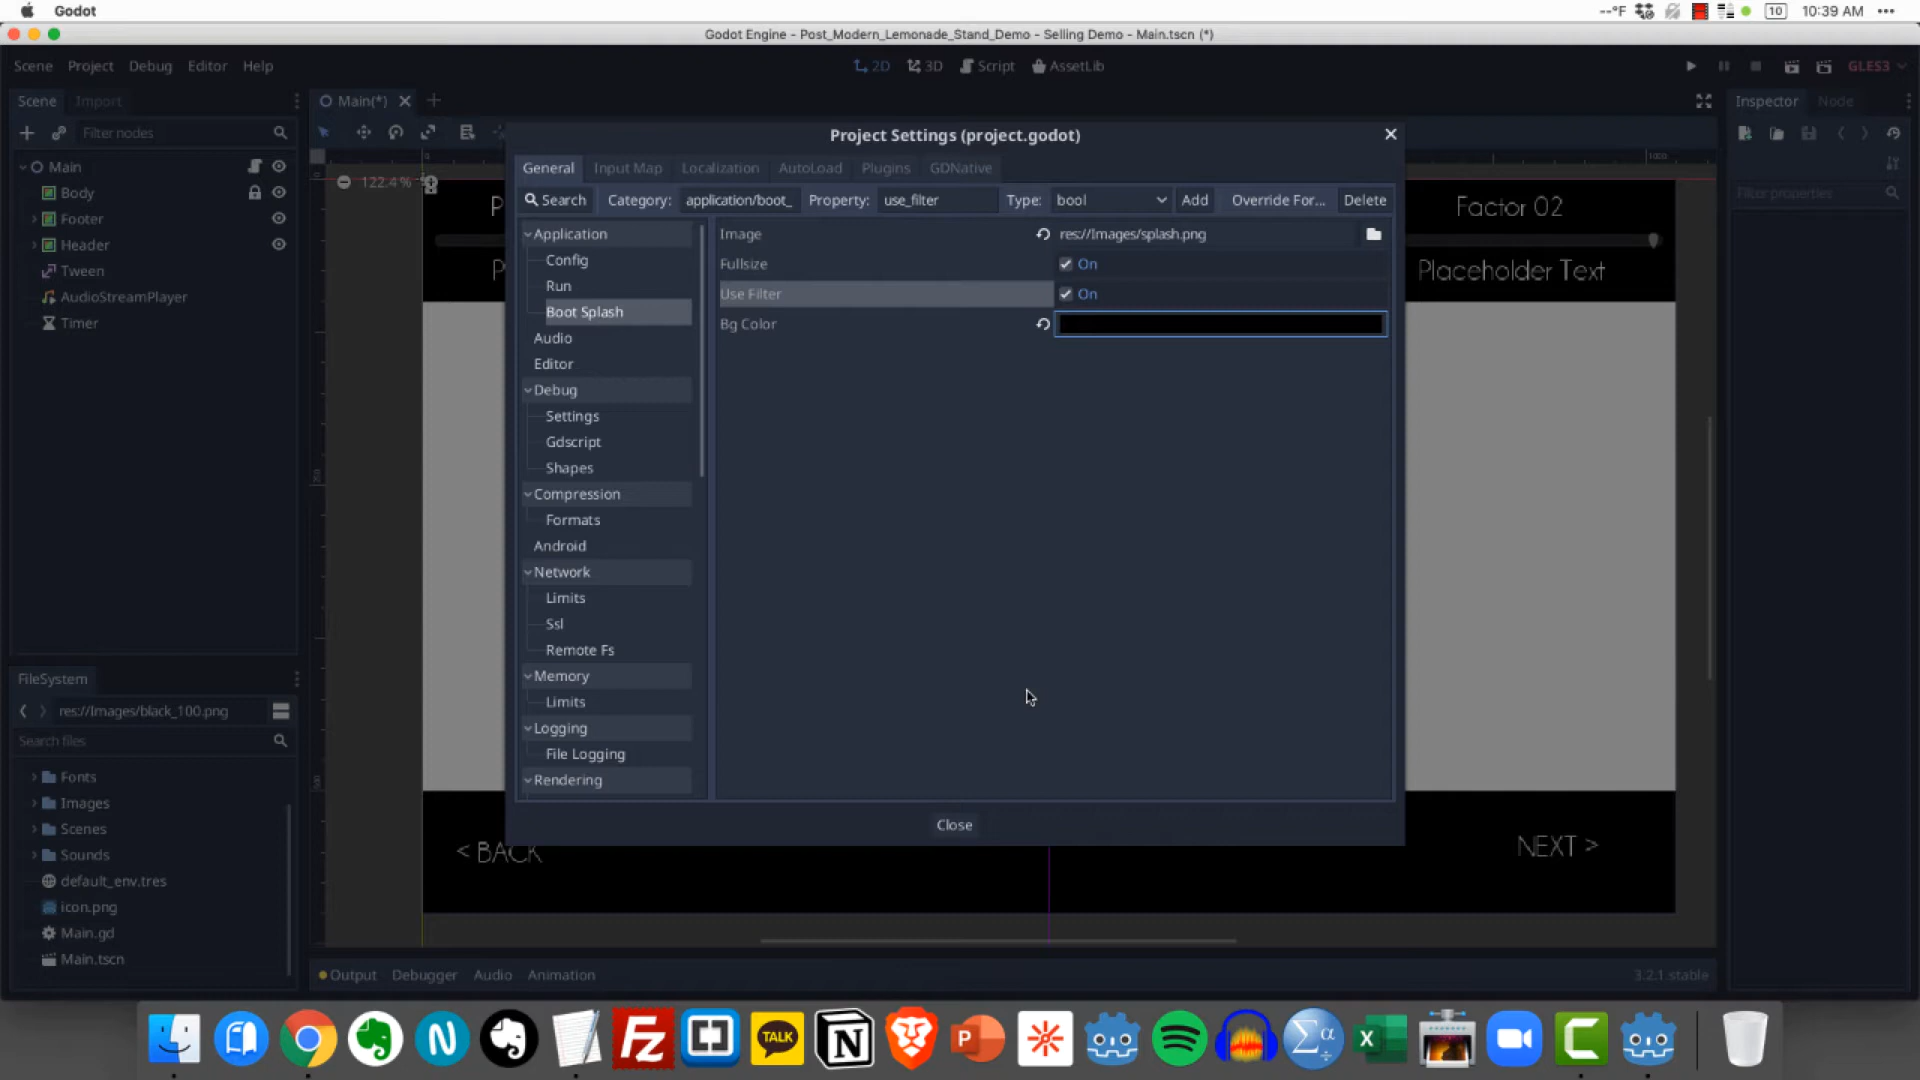 Godot
--°F
10
10:39 AM
Godot Engine - Post_Modern_Lemonade_Stand_Demo - Selling Demo - Main.tscn (*)
Scene Project Debug Editor Help
2D 3D Script AssetLib
GLES3
Scene Import
Main(*)
Inspector Node
Filter nodes
122.4 %
Filter properties
Main
Body
Footer
Header
Tween
AudioStreamPlayer
Timer
Project Settings (project.godot)
General Input Map Localization AutoLoad Plugins GDNative
Search Category: application/boot_ Property: use_filter Type: bool Add Override For... Delete
Application
Config
Run
Boot Splash
Audio
Editor
Debug
Settings
Gdscript
Shapes
Compression
Formats
Android
Network
Limits
Ssl
Remote Fs
Memory
Limits
Logging
File Logging
Rendering
Image res://Images/splash.png
Fullsize On
Use Filter On
Bg Color
Close
Factor 02
Placeholder Text
< BACK
NEXT >
FileSystem
res://Images/black_100.png
Search files
Fonts
Images
Scenes
Sounds
default_env.tres
icon.png
Main.gd
Main.tscn
Output Debugger Audio Animation
3.2.1.stable
TALK